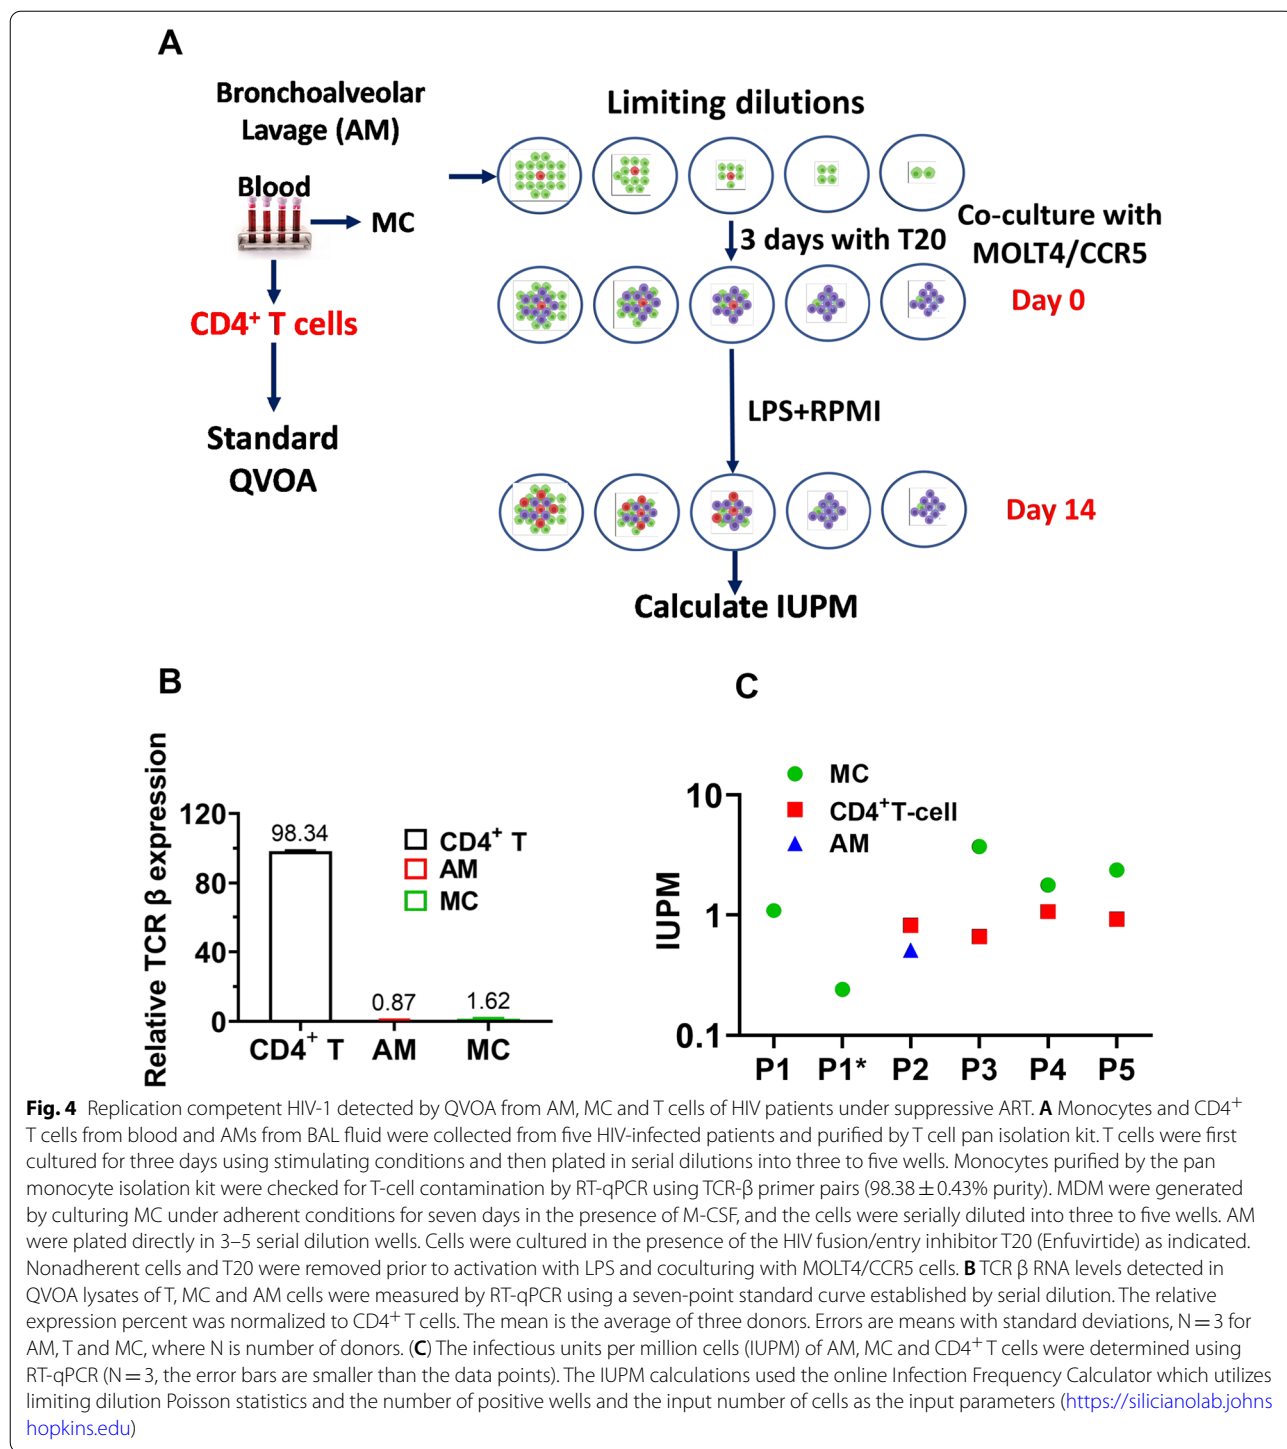 A
Bronchoalveolar
Lavage (AM)
Blood
MC
CD4⁺ T cells
Standard
QVOA
Limiting dilutions
3 days with T20
Co-culture with
MOLT4/CCR5
Day 0
LPS+RPMI
Day 14
Calculate IUPM
B
Relative TCR β expression
120
80
40
0
98.34
0.87
1.62
CD4⁺ T
AM
MC
CD4⁺ T
AM
MC
C
MC
CD4⁺T-cell
AM
IUPM
10
1
0.1
P1
P1*
P2
P3
P4
P5
Fig. 4 Replication competent HIV-1 detected by QVOA from AM, MC and T cells of HIV patients under suppressive ART. A Monocytes and CD4⁺
T cells from blood and AMs from BAL fluid were collected from five HIV-infected patients and purified by T cell pan isolation kit. T cells were first
cultured for three days using stimulating conditions and then plated in serial dilutions into three to five wells. Monocytes purified by the pan
monocyte isolation kit were checked for T-cell contamination by RT-qPCR using TCR-β primer pairs (98.38 ± 0.43% purity). MDM were generated
by culturing MC under adherent conditions for seven days in the presence of M-CSF, and the cells were serially diluted into three to five wells. AM
were plated directly in 3–5 serial dilution wells. Cells were cultured in the presence of the HIV fusion/entry inhibitor T20 (Enfuvirtide) as indicated.
Nonadherent cells and T20 were removed prior to activation with LPS and coculturing with MOLT4/CCR5 cells. B TCR β RNA levels detected in
QVOA lysates of T, MC and AM cells were measured by RT-qPCR using a seven-point standard curve established by serial dilution. The relative
expression percent was normalized to CD4⁺ T cells. The mean is the average of three donors. Errors are means with standard deviations, N = 3 for
AM, T and MC, where N is number of donors. (C) The infectious units per million cells (IUPM) of AM, MC and CD4⁺ T cells were determined using
RT-qPCR (N = 3, the error bars are smaller than the data points). The IUPM calculations used the online Infection Frequency Calculator which utilizes
limiting dilution Poisson statistics and the number of positive wells and the input number of cells as the input parameters (https://silicianolab.johns
hopkins.edu)